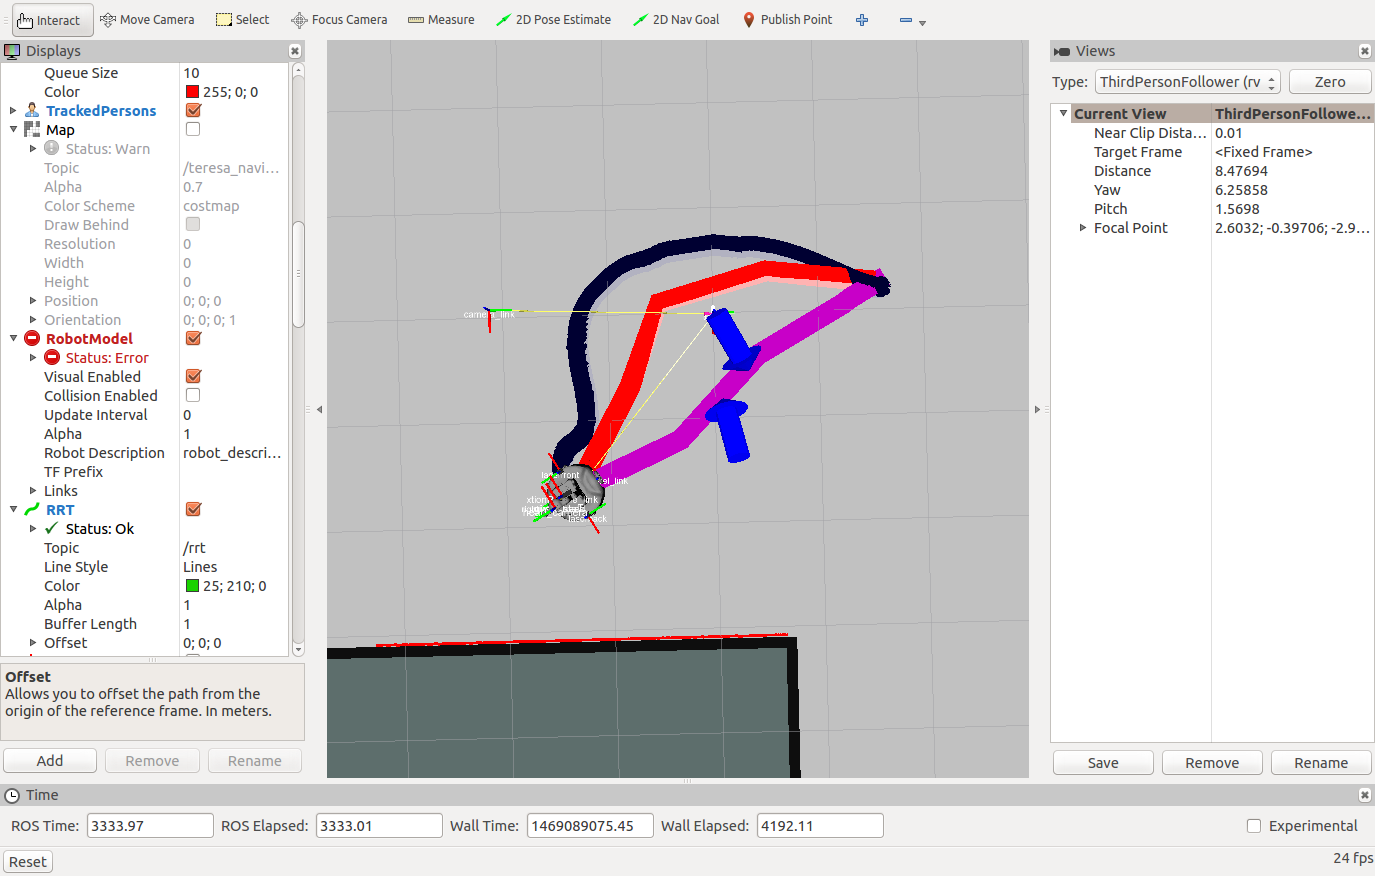 Interact Move Camera Select Focus Camera Measure 2D Pose Estimate 2D Nav Goal Publish Point
Displays
Queue Size 10
Color 255; 0; 0
TrackedPersons
Map
Status: Warn
Topic /teresa_navi...
Alpha 0.7
Color Scheme costmap
Draw Behind
Resolution 0
Width 0
Height 0
Position 0; 0; 0
Orientation 0; 0; 0; 1
RobotModel
Status: Error
Visual Enabled
Collision Enabled
Update Interval 0
Alpha 1
Robot Description robot_descri...
TF Prefix
Links
RRT
Status: Ok
Topic /rrt
Line Style Lines
Color 25; 210; 0
Alpha 1
Buffer Length 1
Offset 0; 0; 0
Offset
Allows you to offset the path from the
origin of the reference frame. In meters.
Add Remove Rename
camera_link
Views
Type: ThirdPersonFollower (rv Zero
Current View ThirdPersonFollowe...
Near Clip Dista... 0.01
Target Frame <Fixed Frame>
Distance 8.47694
Yaw 6.25858
Pitch 1.5698
Focal Point 2.6032; -0.39706; -2.9...
Save Remove Rename
Time
ROS Time: 3333.97 ROS Elapsed: 3333.01 Wall Time: 1469089075.45 Wall Elapsed: 4192.11 Experimental
Reset 24 fps